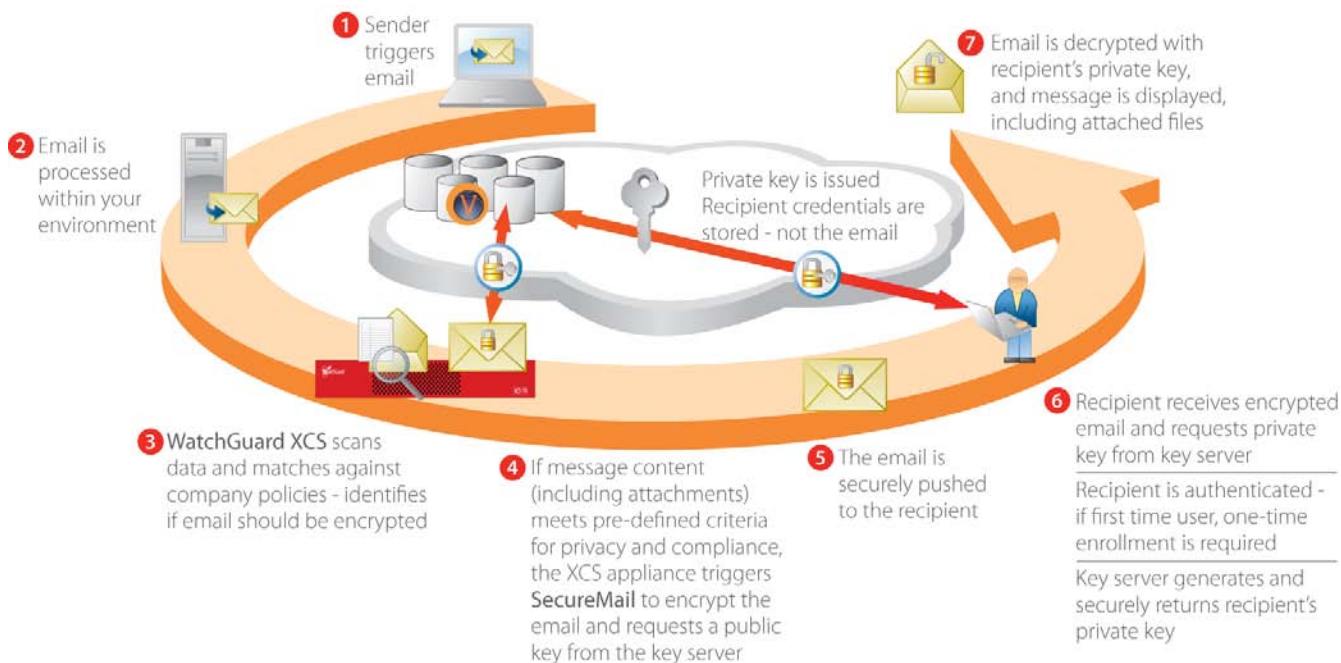 1 Sender
triggers
email
2 Email is
processed
within your
environment
Private key is issued
Recipient credentials are
stored - not the email
V
7 Email is decrypted with
recipient's private key,
and message is displayed,
including attached files
3 WatchGuard XCS scans
data and matches against
company policies - identifies
if email should be encrypted
4 If message content
(including attachments)
meets pre-defined criteria
for privacy and compliance,
the XCS appliance triggers
SecureMail to encrypt the
email and requests a public
key from the key server
5 The email is
securely pushed
to the recipient
6 Recipient receives encrypted
email and requests private
key from key server
Recipient is authenticated -
if first time user, one-time
enrollment is required
Key server generates and
securely returns recipient's
private key